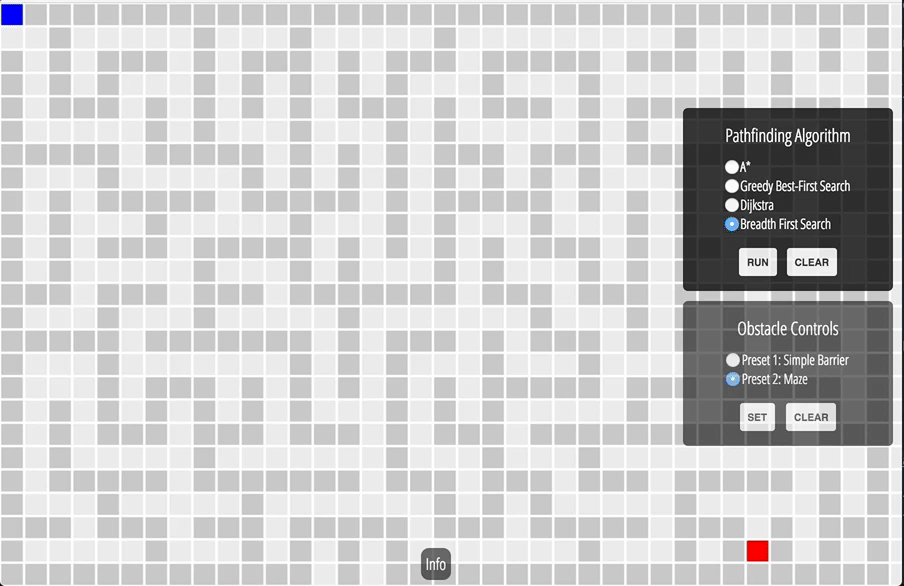 Pathfinding Algorithm
A*
Greedy Best-First Search
Dijkstra
Breadth First Search
RUN CLEAR
Obstacle Controls
Preset 1: Simple Barrier
Preset 2: Maze
SET CLEAR
Info